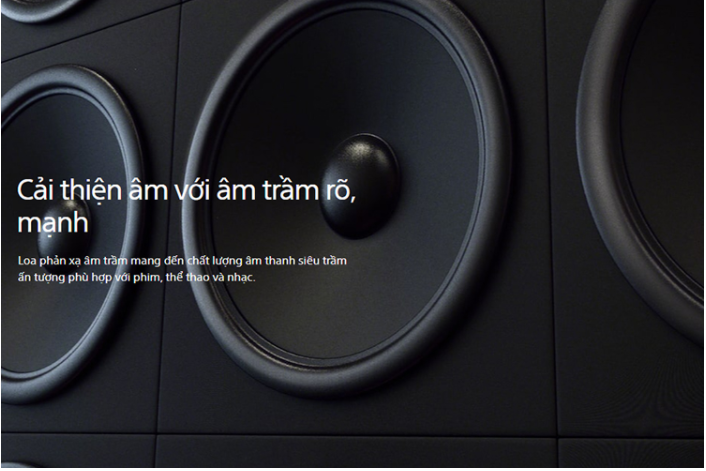 Cải thiện âm với âm trầm rõ,
mạnh
Loa phản xạ âm trầm mang đến chất lượng âm thanh siêu trầm
ấn tượng phù hợp với phim, thể thao và nhạc.